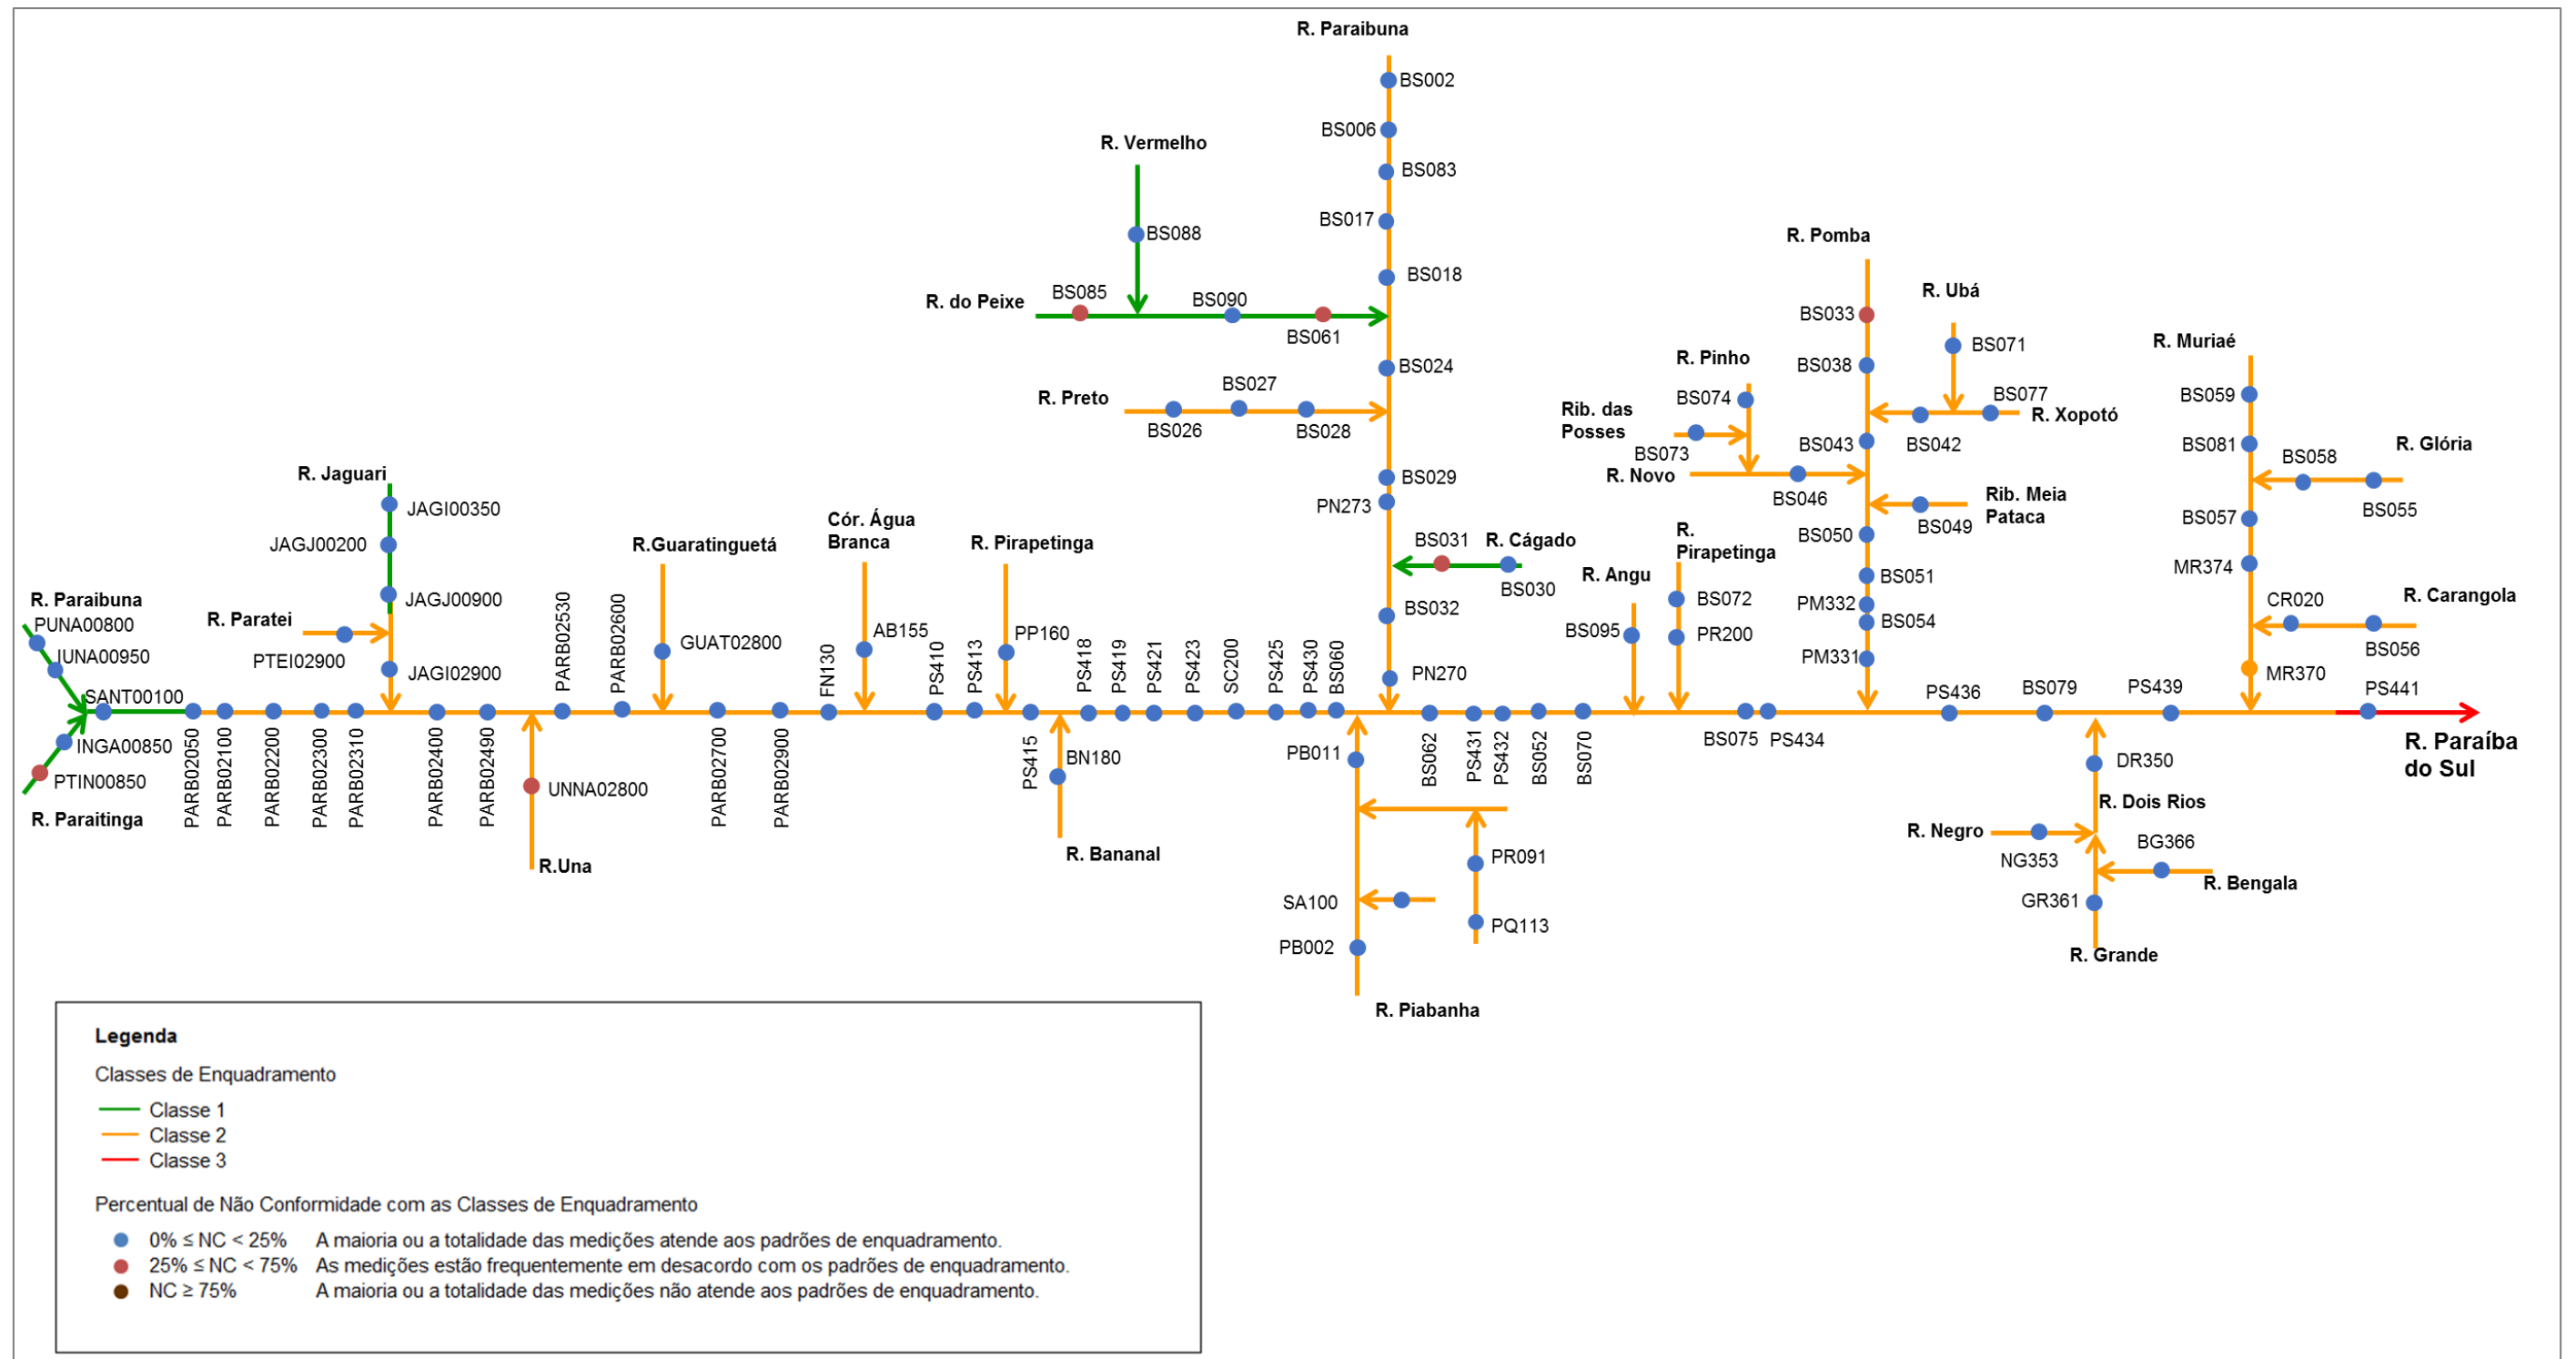 R. Paraibuna
BS002
BS006
BS083
BS017
BS018
R. Vermelho
BS088
R. do Peixe
BS085
BS090
BS061
BS024
R. Preto
BS027
BS026
BS028
BS029
PN273
BS031
R. Cágado
BS030
BS032
PN270
R. Pomba
BS033
R. Ubá
BS071
BS038
R. Pinho
BS074
BS077
R. Xopotó
BS042
BS043
Rib. das
Posses
BS073
R. Novo
BS046
Rib. Meia
Pataca
BS049
BS050
BS051
PM332
BS054
PM331
R. Muriaé
BS059
BS081
BS058
R. Glória
BS055
BS057
MR374
CR020
R. Carangola
BS056
MR370
R. Angu
BS095
R.
Pirapetinga
BS072
PR200
R. Jaguari
JAGI00350
JAGJ00200
JAGJ00900
R. Paratei
PTEI02900
JAGI02900
R. Paraibuna
PUNA00800
IUNA00950
SANT00100
INGA00850
PTIN00850
R. Paraitinga
PARB02050
PARB02100
PARB02200
PARB02300
PARB02310
PARB02400
PARB02490
UNNA02800
R.Una
PARB02530
PARB02600
R.Guaratinguetá
GUAT02800
PARB02700
PARB02900
FN130
Cór. Água
Branca
AB155
PS410
PS413
R. Pirapetinga
PP160
PS415
BN180
R. Bananal
PS418
PS419
PS421
PS423
SC200
PS425
PS430
BS060
PB011
SA100
PB002
PR091
PQ113
R. Piabanha
BS062
PS431
PS432
BS052
BS070
BS075
PS434
PS436
BS079
PS439
PS441
R. Paraíba
do Sul
DR350
R. Dois Rios
R. Negro
NG353
BG366
R. Bengala
GR361
R. Grande
Legenda
Classes de Enquadramento
Classe 1
Classe 2
Classe 3
Percentual de Não Conformidade com as Classes de Enquadramento
0% ≤ NC < 25% A maioria ou a totalidade das medições atende aos padrões de enquadramento.
25% ≤ NC < 75% As medições estão frequentemente em desacordo com os padrões de enquadramento.
NC ≥ 75% A maioria ou a totalidade das medições não atende aos padrões de enquadramento.